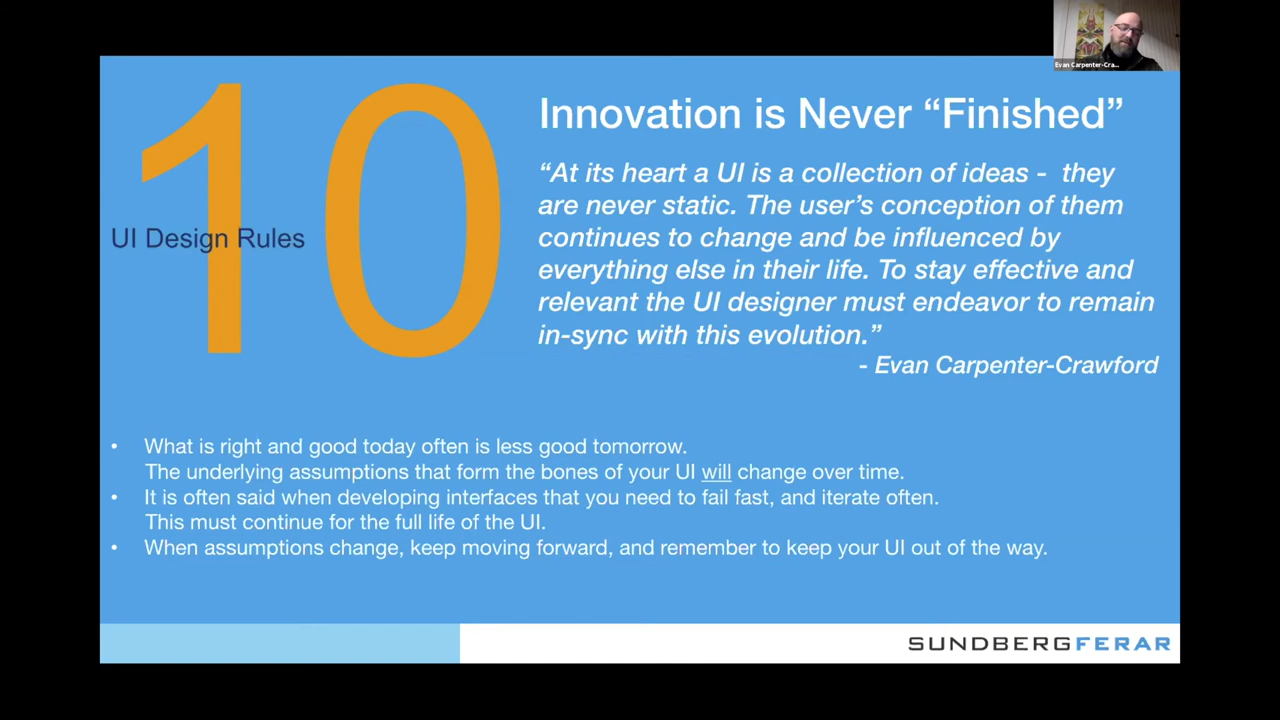 Evan Carpenter-Cra...
10
UI Design Rules
Innovation is Never “Finished”
“At its heart a UI is a collection of ideas -  they
are never static. The user’s conception of them
continues to change and be influenced by
everything else in their life. To stay effective and
relevant the UI designer must endeavor to remain
in-sync with this evolution.”
- Evan Carpenter-Crawford
• What is right and good today often is less good tomorrow.
The underlying assumptions that form the bones of your UI will change over time.
• It is often said when developing interfaces that you need to fail fast, and iterate often.
This must continue for the full life of the UI.
• When assumptions change, keep moving forward, and remember to keep your UI out of the way.
SUNDBERGFERAR